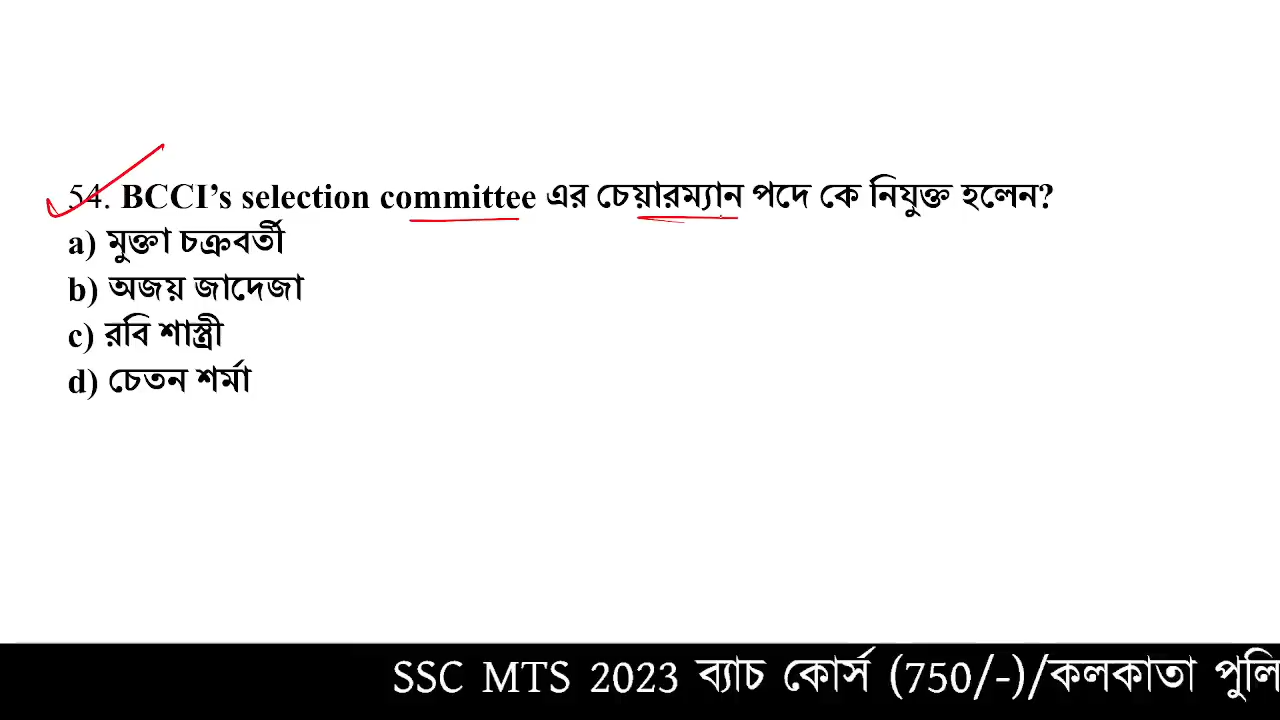 54. BCCI’s selection committee এর চেয়ারম্যান পদে কে নিযুক্ত হলেন?
a) মুক্তা চক্রবর্তী
b) অজয় জাদেজা
c) রবি শাস্ত্রী
d) চেতন শর্মা
SSC MTS 2023 ব্যাচ কোর্স (750/-)/কলকাতা পুলি